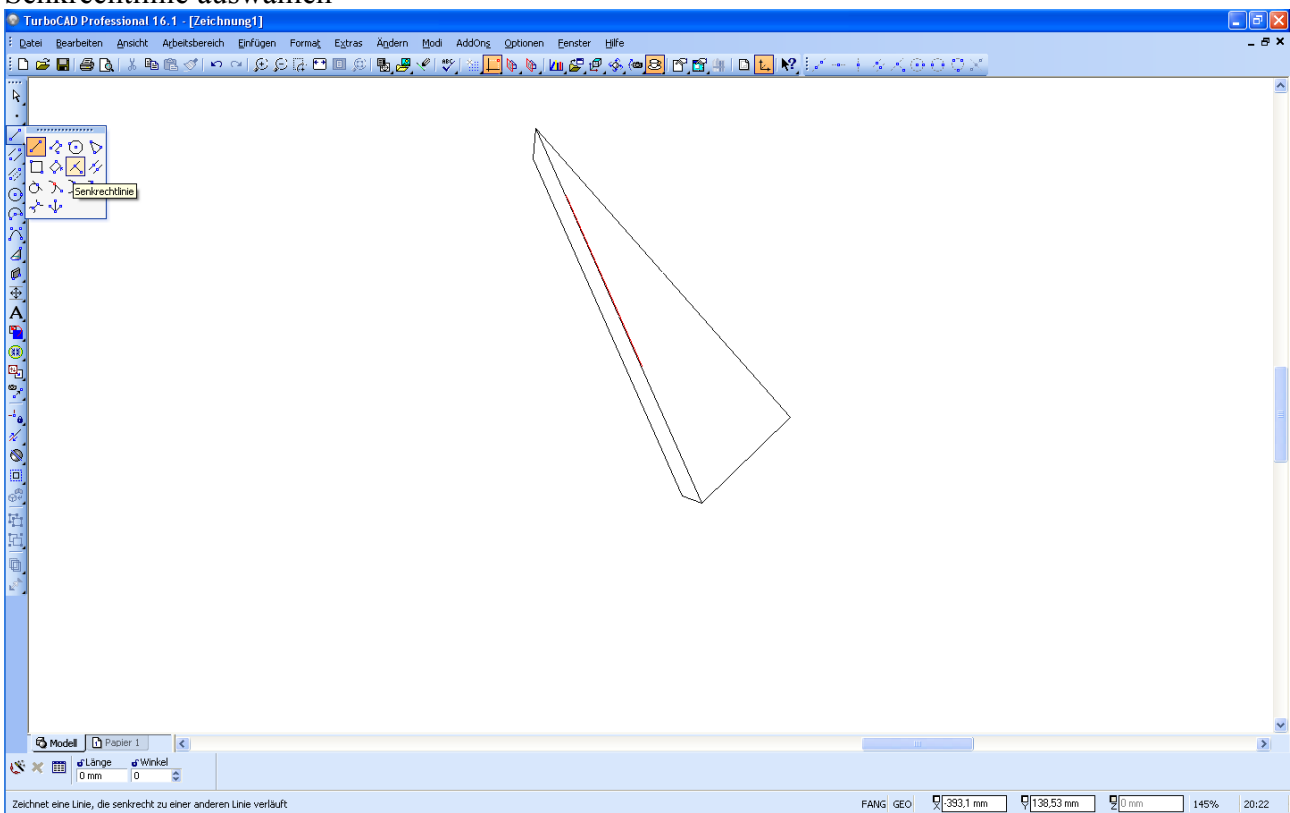 Senkrechtlinie auswählen
TurboCAD Professional 16.1 - [Zeichnung1]
Datei Bearbeiten Ansicht Arbeitsbereich Einfügen Format Extras Ändern Modi AddOns Optionen Fenster Hilfe
Senkrechtlinie
Modell Papier 1
Länge Winkel
0 mm 0
Zeichnet eine Linie, die senkrecht zu einer anderen Linie verläuft FANG GEO X -393,1 mm Y 138,53 mm Z 0 mm 145% 20:22